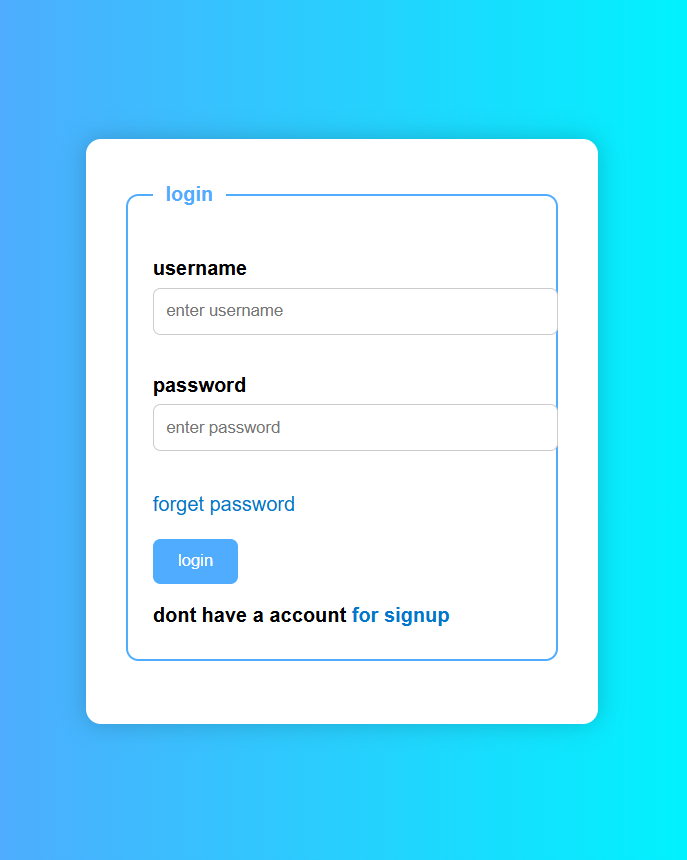 login
username
enter username
password
enter password
forget password
login
dont have a account for signup